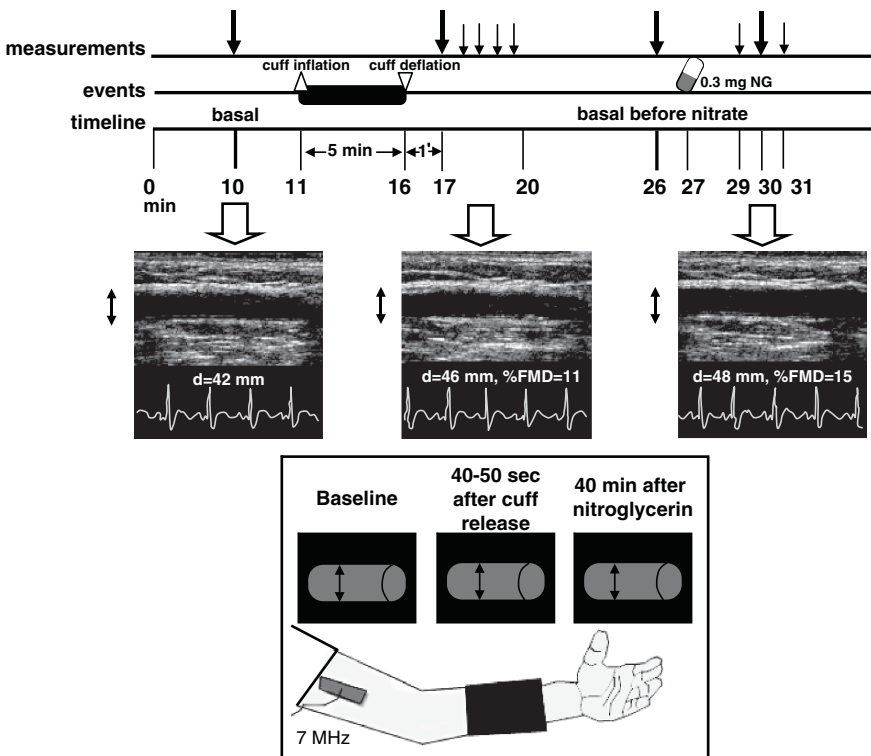 measurements
cuff inflation cuff deflation
events
0.3 mg NG
basal basal before nitrate
timeline
5 min 1'
0 10 11 16 17 20 26 27 29 30 31
min
d=42 mm
d=46 mm, %FMD=11
d=48 mm, %FMD=15
Baseline
40-50 sec
after cuff
release
40 min after
nitroglycerin
7 MHz